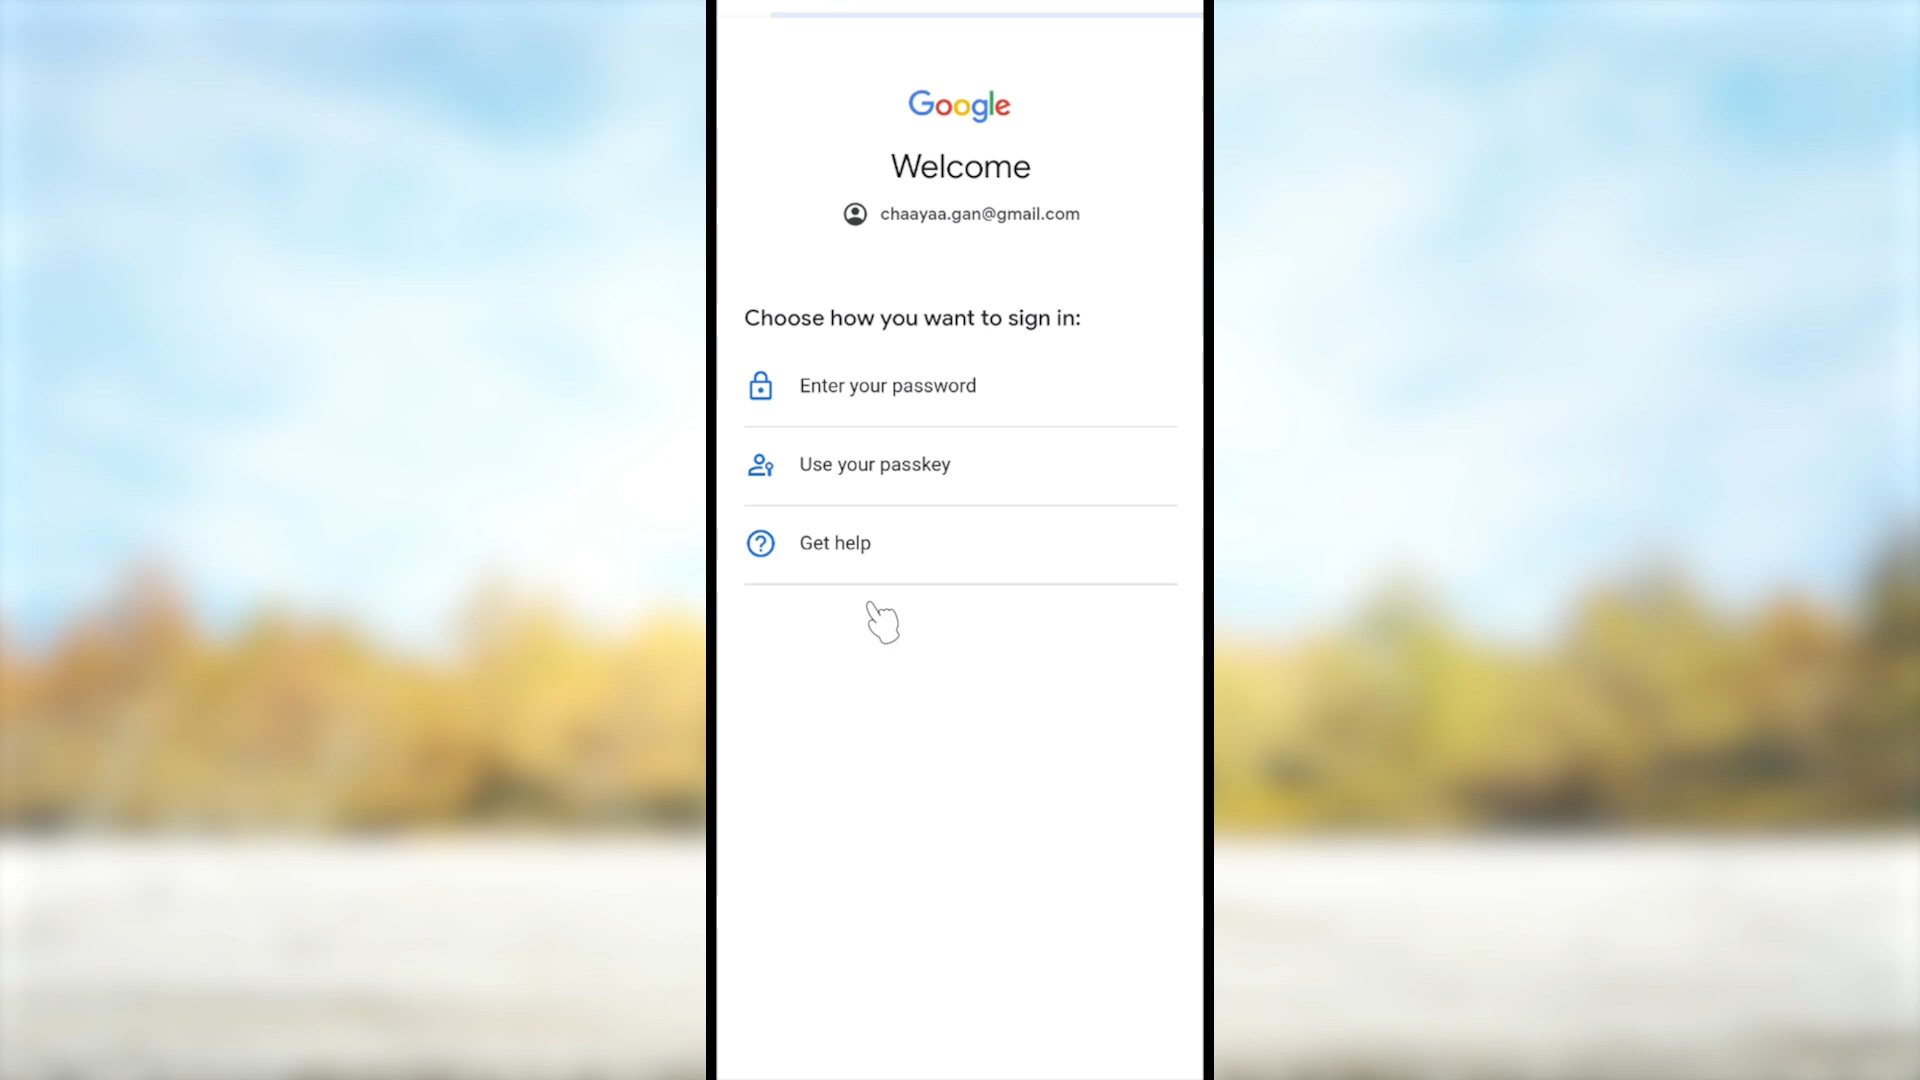 Google
Welcome
chaayaa.gan@gmail.com
Choose how you want to sign in:
Enter your password
Use your passkey
Get help